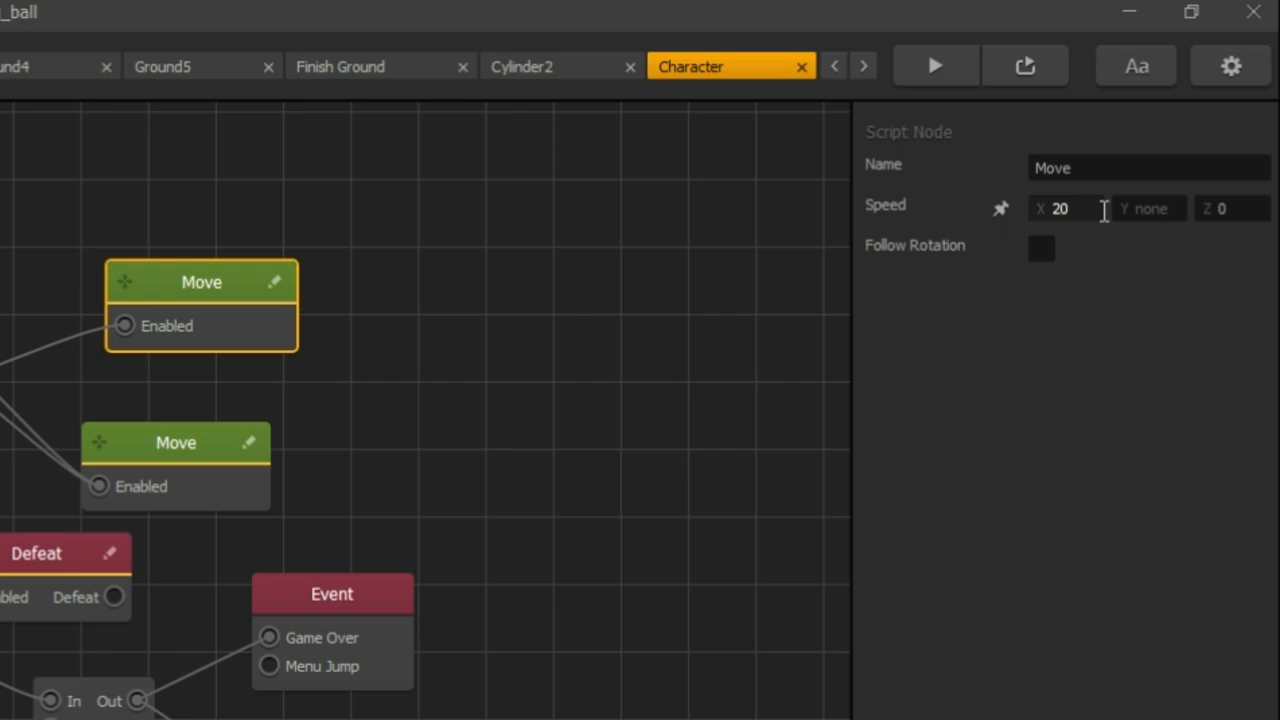 _ball
und4 Ground5 Finish Ground Cylinder2 Character Aa
Script Node
Name Move
Speed X 20 Y none Z 0
Follow Rotation
Move
Enabled
Move
Enabled
Defeat
bled Defeat
Event
Game Over
Menu Jump
In Out